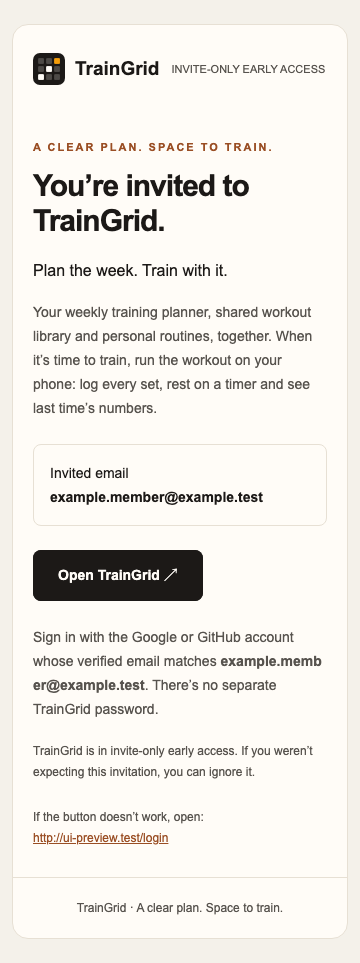 TrainGrid INVITE-ONLY EARLY ACCESS
A CLEAR PLAN. SPACE TO TRAIN.
You’re invited to
TrainGrid.
Plan the week. Train with it.
Your weekly training planner, shared workout
library and personal routines, together. When
it’s time to train, run the workout on your
phone: log every set, rest on a timer and see
last time’s numbers.
Invited email
example.member@example.test
Open TrainGrid ↗
Sign in with the Google or GitHub account
whose verified email matches example.memb
er@example.test. There’s no separate
TrainGrid password.
TrainGrid is in invite-only early access. If you weren’t
expecting this invitation, you can ignore it.
If the button doesn’t work, open:
http://ui-preview.test/login
TrainGrid · A clear plan. Space to train.